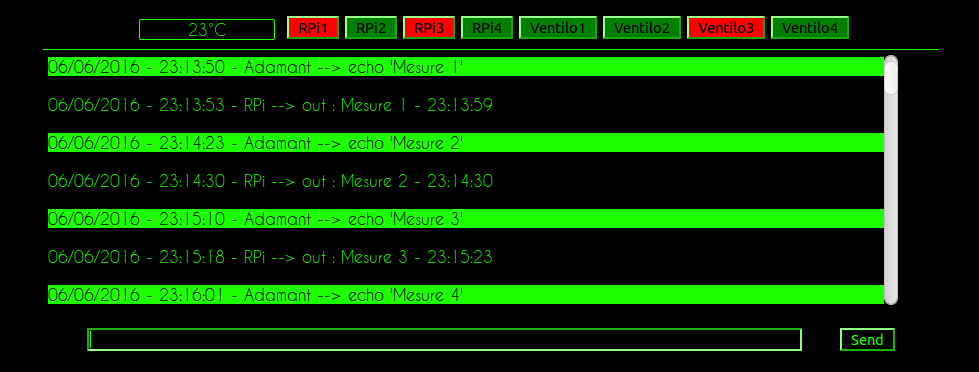 23°C RPi1 RPi2 RPi3 RPi4 Ventilo1 Ventilo2 Ventilo3 Ventilo4
06/06/2016 - 23:13:50 - Adamant --> echo 'Mesure 1'
06/06/2016 - 23:13:53 - RPi --> out : Mesure 1 - 23:13:59
06/06/2016 - 23:14:23 - Adamant --> echo 'Mesure 2'
06/06/2016 - 23:14:30 - RPi --> out : Mesure 2 - 23:14:30
06/06/2016 - 23:15:10 - Adamant --> echo 'Mesure 3'
06/06/2016 - 23:15:18 - RPi --> out : Mesure 3 - 23:15:23
06/06/2016 - 23:16:01 - Adamant --> echo 'Mesure 4'
Send